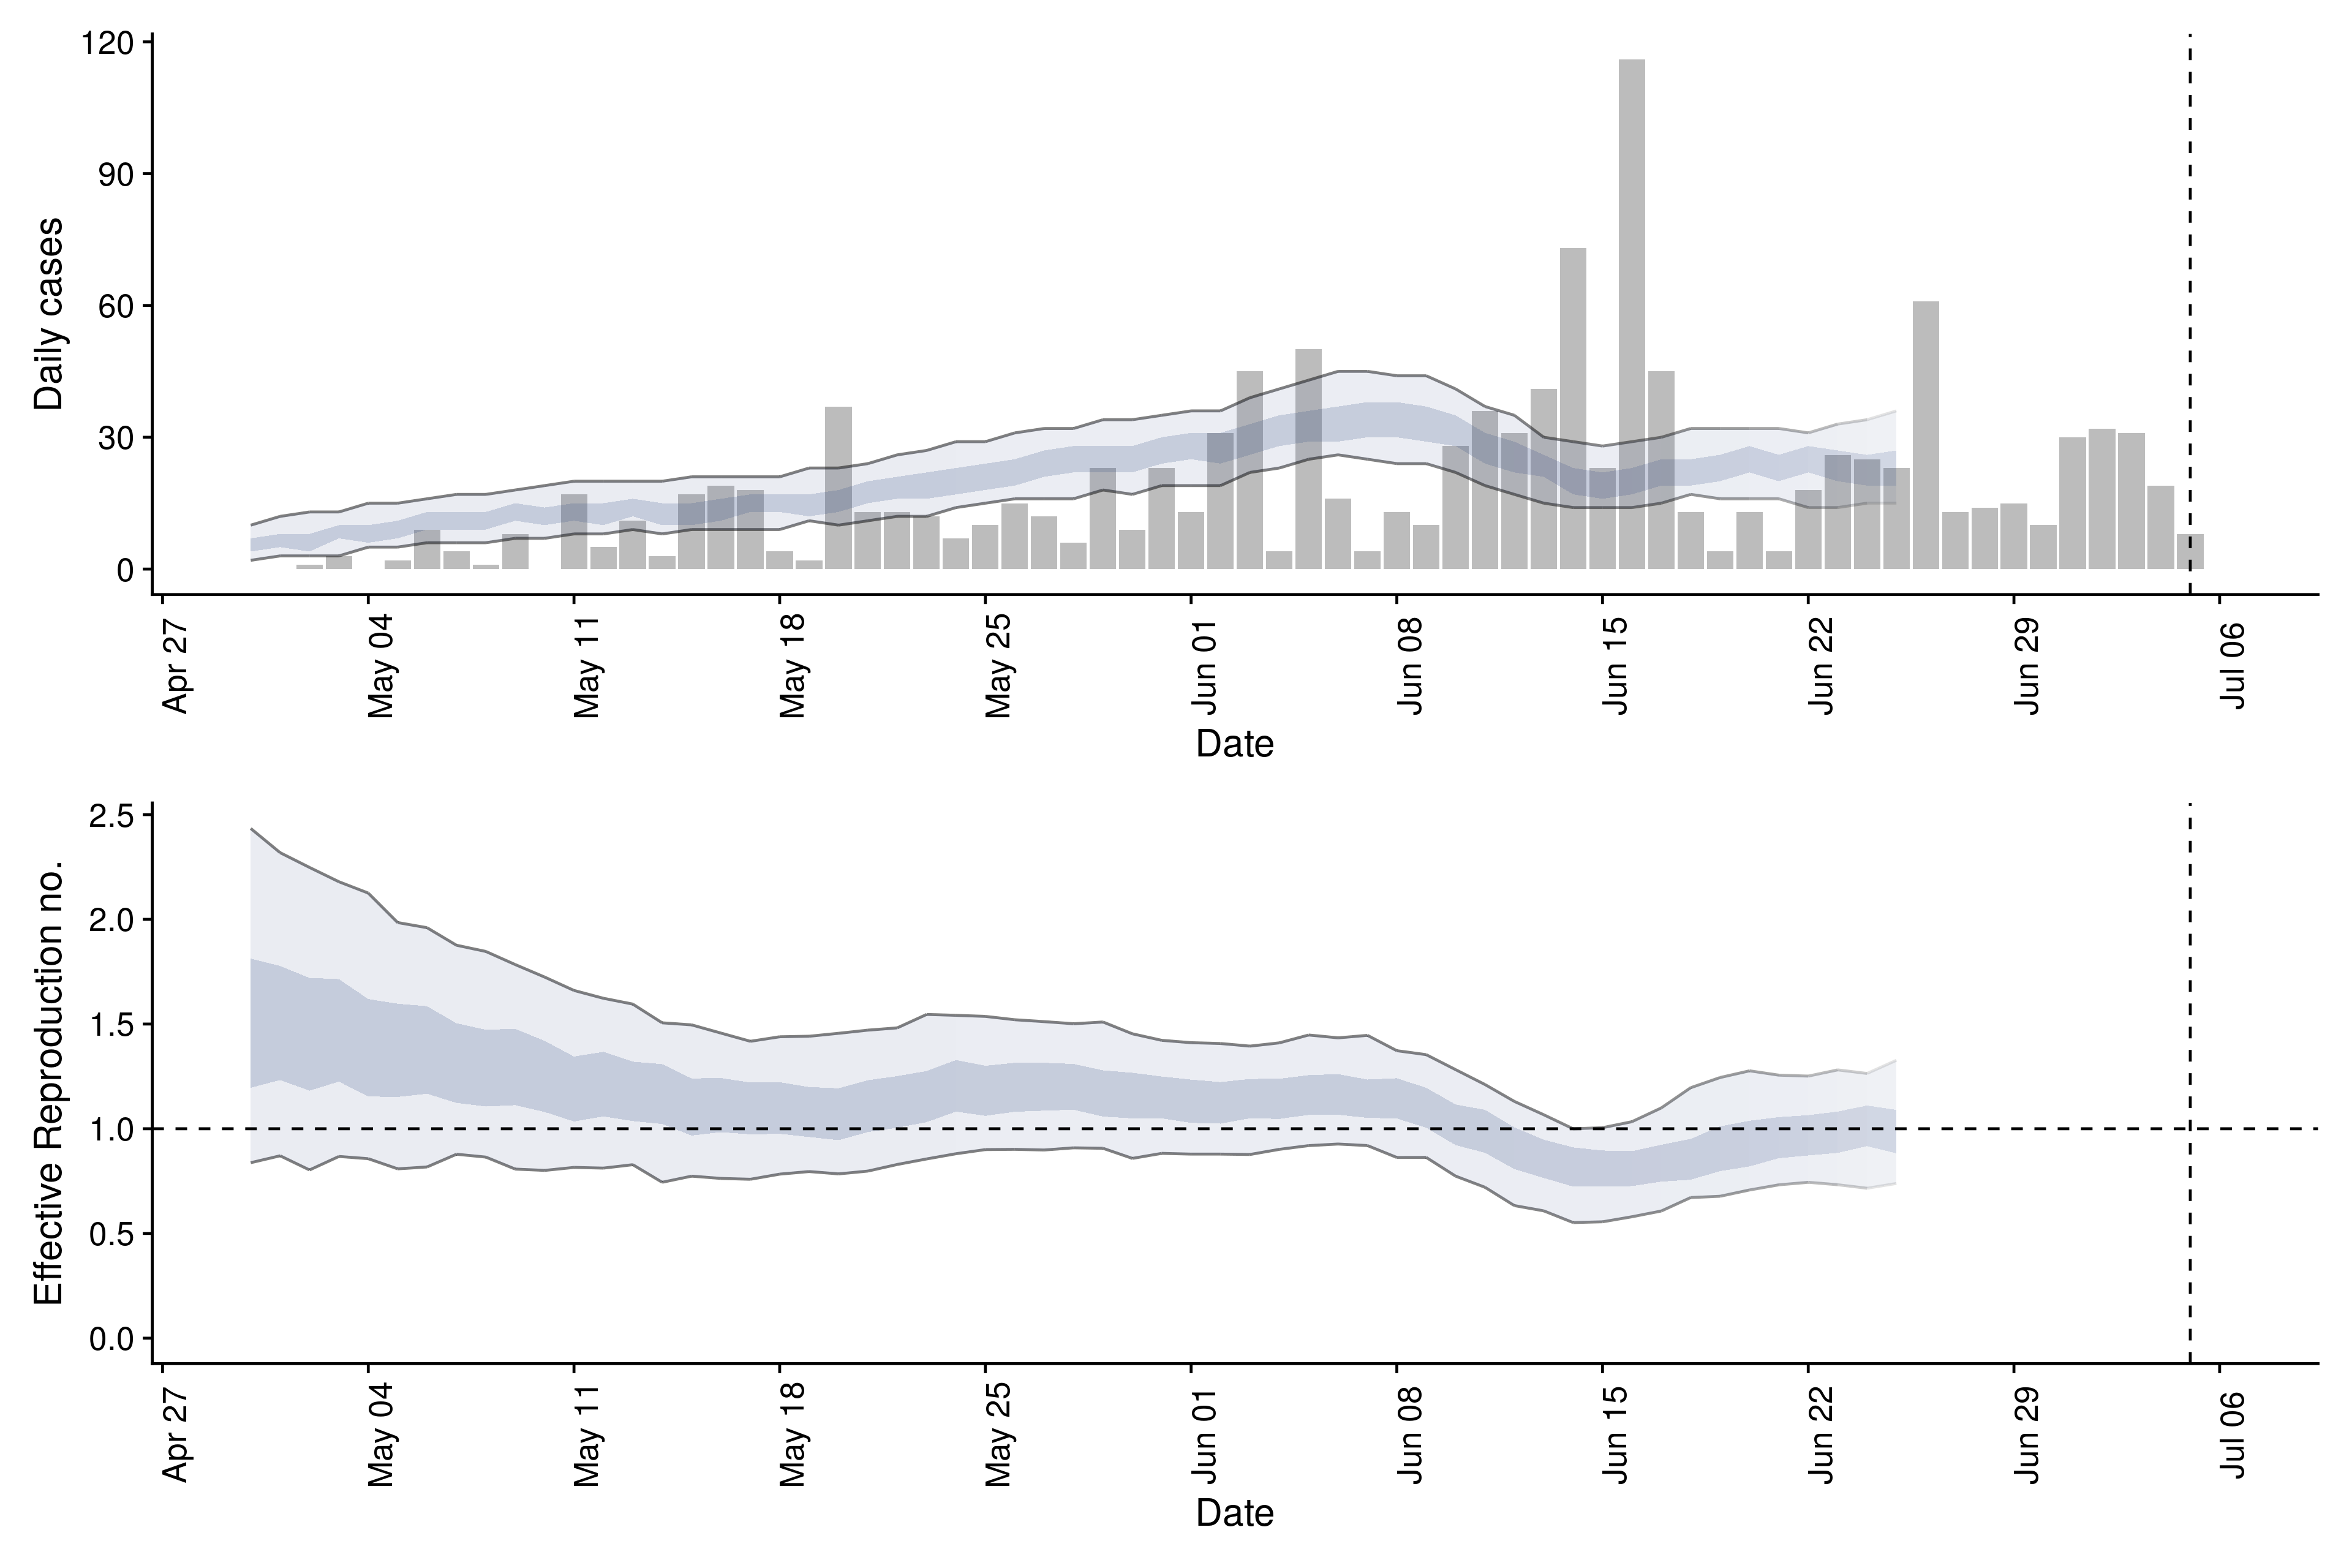 Daily cases
120
90
60
30
0
Apr 27
May 04
May 11
May 18
May 25
Jun 01
Jun 08
Jun 15
Jun 22
Jun 29
Jul 06
Date
Effective Reproduction no.
2.5
2.0
1.5
1.0
0.5
0.0
Apr 27
May 04
May 11
May 18
May 25
Jun 01
Jun 08
Jun 15
Jun 22
Jun 29
Jul 06
Date